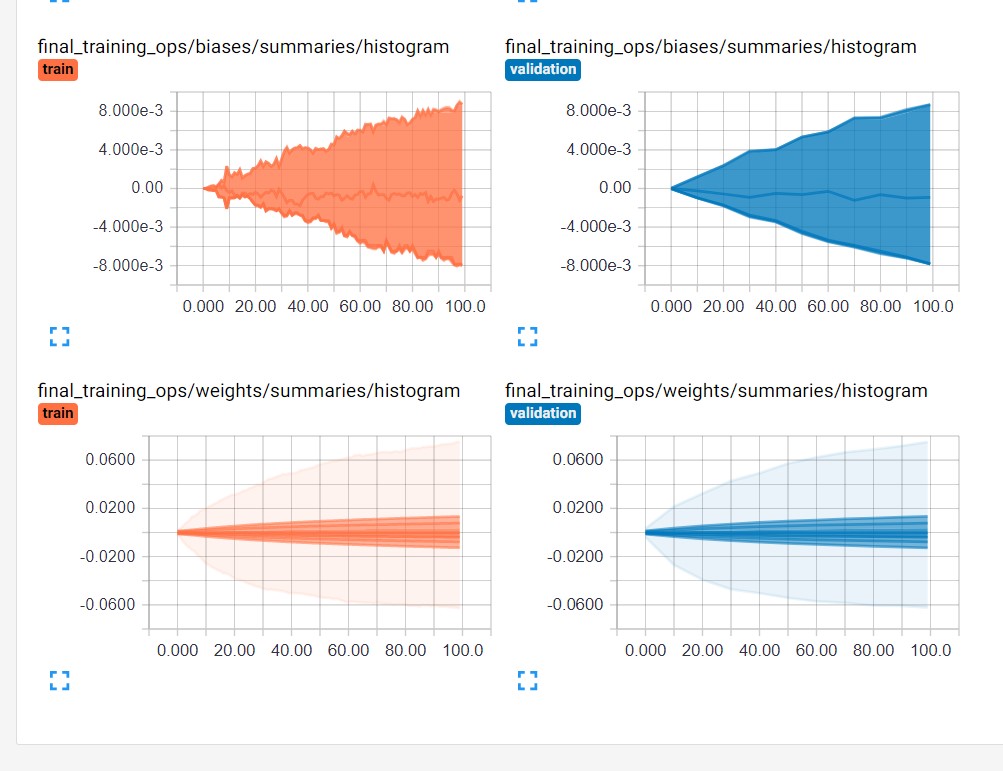 final_training_ops/biases/summaries/histogram
train
8.000e-3
4.000e-3
0.00
-4.000e-3
-8.000e-3
0.000 20.00 40.00 60.00 80.00 100.0
final_training_ops/biases/summaries/histogram
validation
8.000e-3
4.000e-3
0.00
-4.000e-3
-8.000e-3
0.000 20.00 40.00 60.00 80.00 100.0
final_training_ops/weights/summaries/histogram
train
0.0600
0.0200
-0.0200
-0.0600
0.000 20.00 40.00 60.00 80.00 100.0
final_training_ops/weights/summaries/histogram
validation
0.0600
0.0200
-0.0200
-0.0600
0.000 20.00 40.00 60.00 80.00 100.0